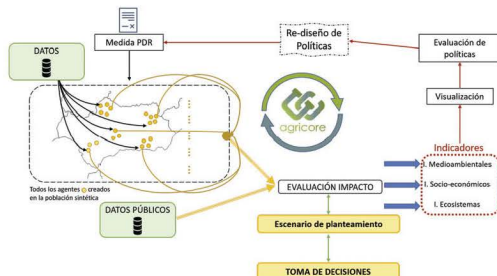 DATOS
Medida PDR
Re-diseño de
Políticas
Evaluación de
políticas
Visualización
agricore
Indicadores
I. Medioambientales
I. Socio-económicos
I. Ecosistemas
Todos los agentes creados
en la población sintética
DATOS PÚBLICOS
EVALUACIÓN IMPACTO
Escenario de planteamiento
TOMA DE DECISIONES